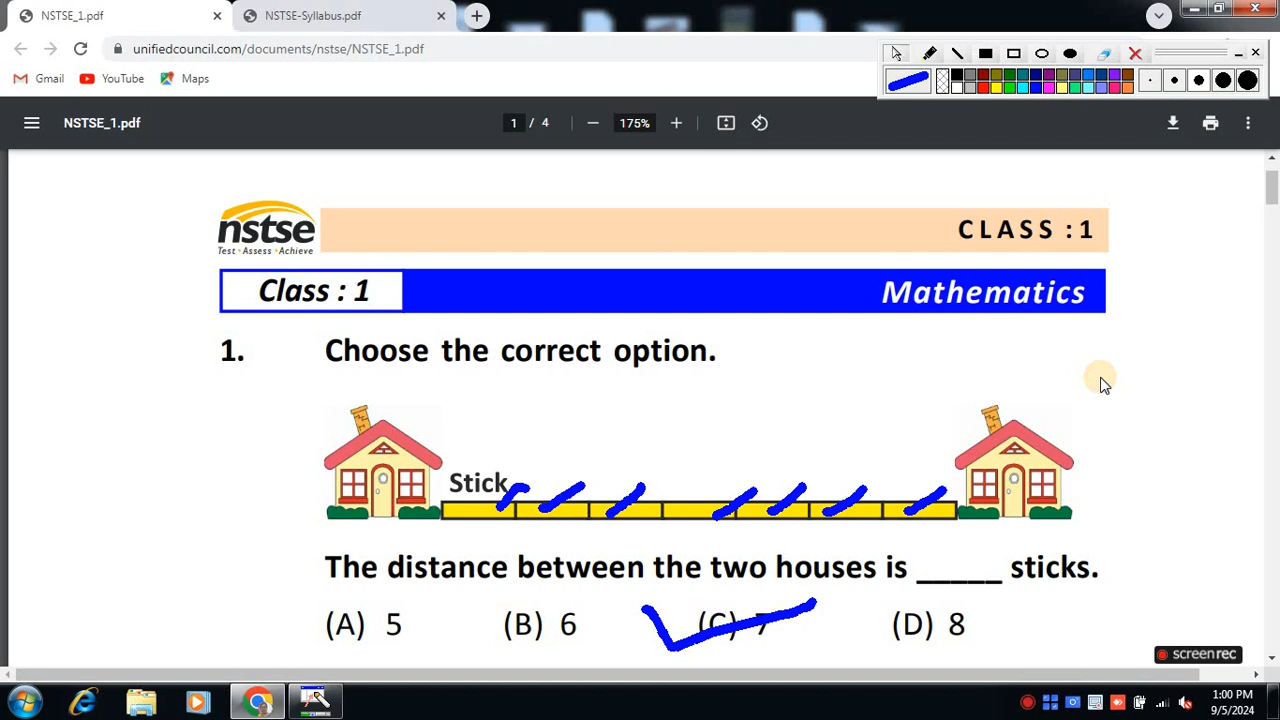 NSTSE_1.pdf
NSTSE-Syllabus.pdf
unifiedcouncil.com/documents/nstse/NSTSE_1.pdf
Gmail YouTube Maps
NSTSE_1.pdf
1 / 4
175%
nstse
Test • Assess • Achieve
CLASS : 1
Class : 1
Mathematics
1. Choose the correct option.
Stick
The distance between the two houses is _____ sticks.
(A) 5 (B) 6 (C) 7 (D) 8
screenrec
1:00 PM
9/5/2024